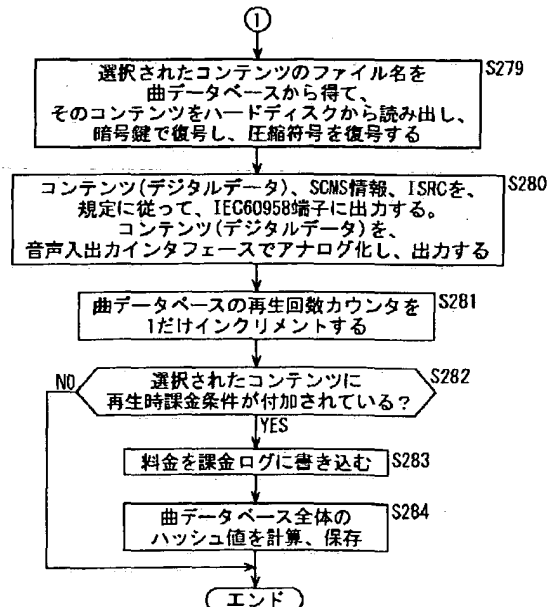 1
選択されたコンテンツのファイル名を
曲データベースから得て、
そのコンテンツをハードディスクから読み出し、
暗号鍵で復号し、圧縮符号を復号する
S279
コンテンツ(デジタルデータ)、SCMS情報、ISRCを、
規定に従って、IEC60958端子に出力する。
コンテンツ(デジタルデータ)を、
音声入出力インタフェースでアナログ化し、出力する
S280
曲データベースの再生回数カウンタを
1だけインクリメントする
S281
選択されたコンテンツに
再生時課金条件が付加されている?
S282
NO
YES
料金を課金ログに書き込む
S283
曲データベース全体の
ハッシュ値を計算、保存
S284
エンド